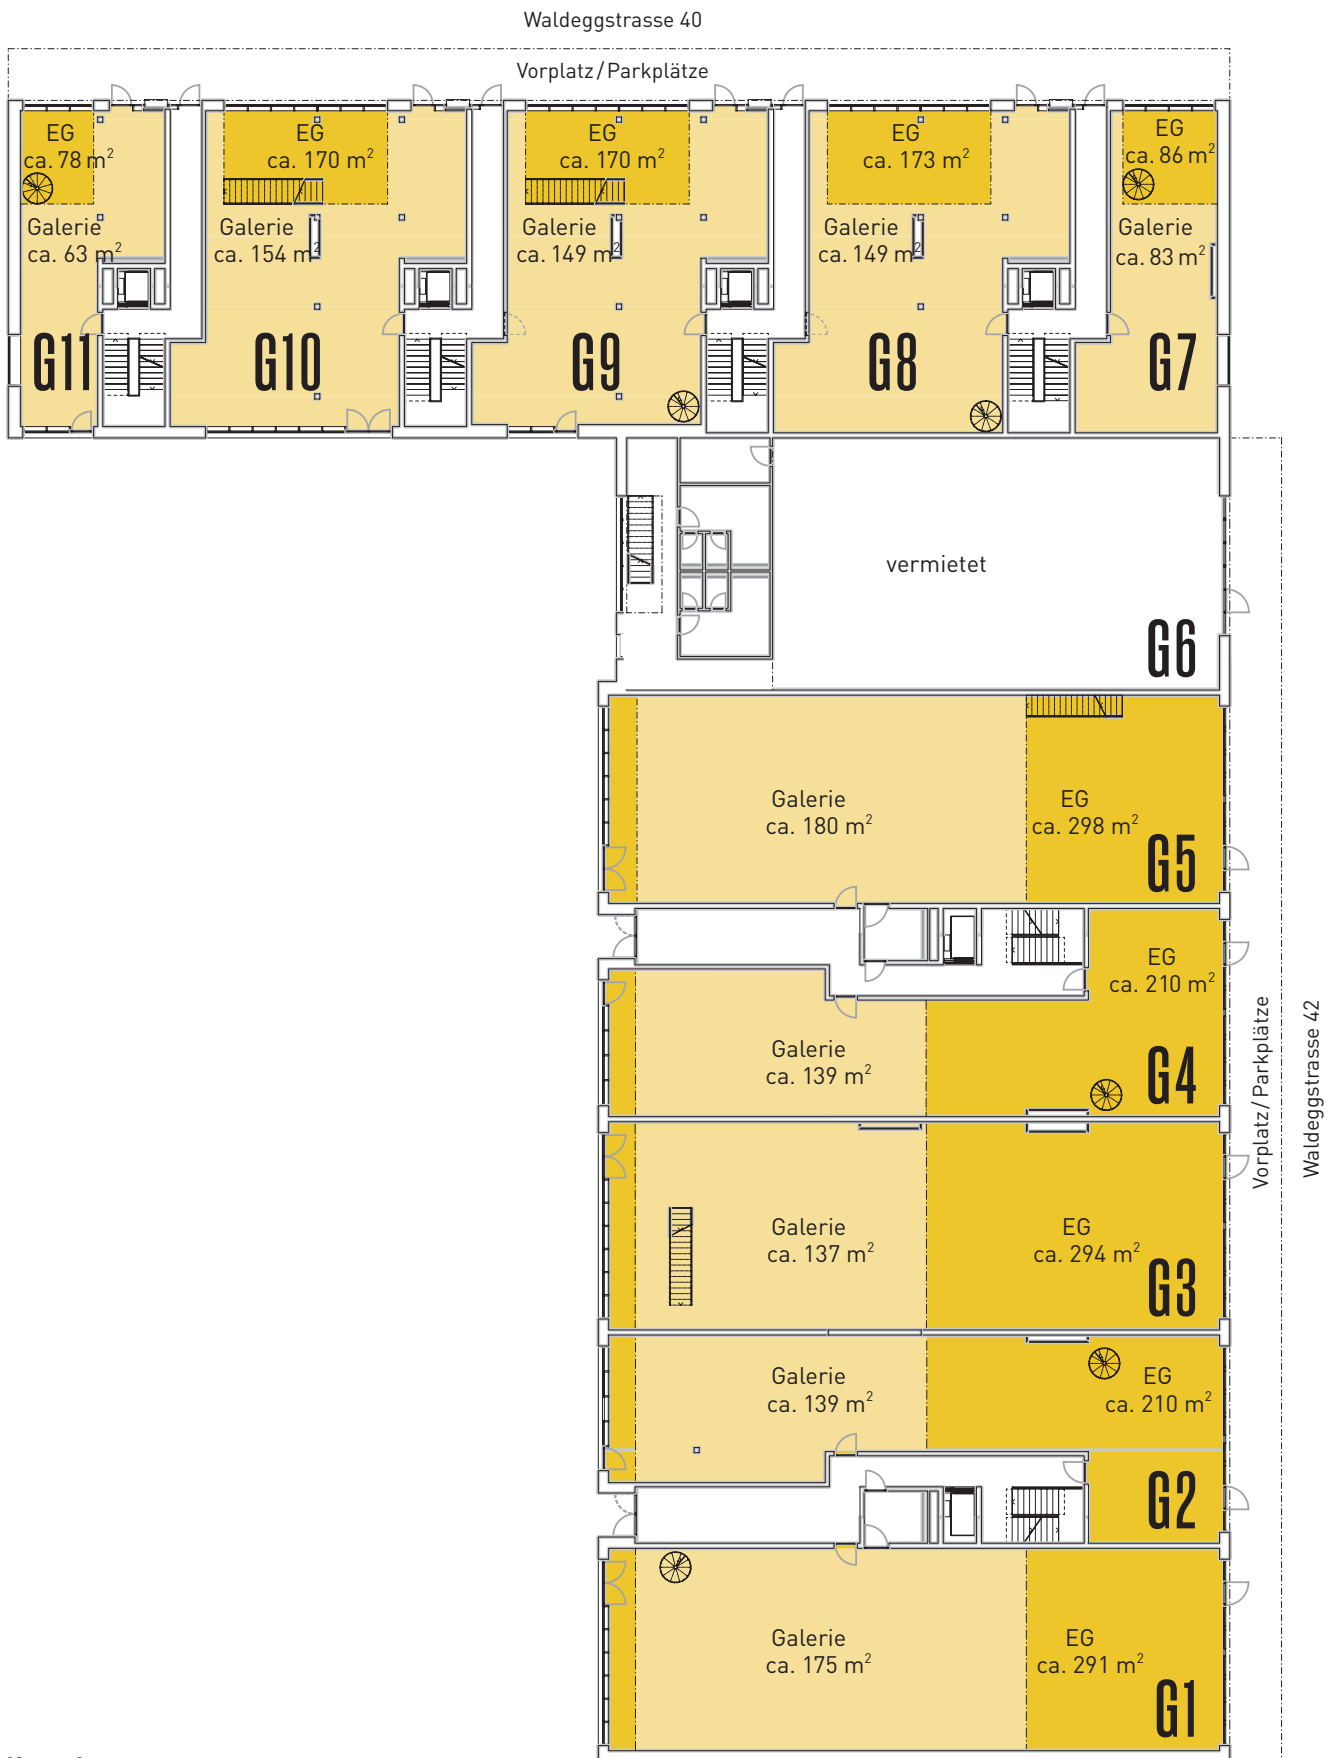 Waldeggstrasse 40
Vorplatz/Parkplätze
EG
ca. 78 m²
Galerie
ca. 63 m²
G11
EG
ca. 170 m²
Galerie
ca. 154 m²
G10
EG
ca. 170 m²
Galerie
ca. 149 m²
G9
EG
ca. 173 m²
Galerie
ca. 149 m²
G8
EG
ca. 86 m²
Galerie
ca. 83 m²
G7
vermietet
G6
Galerie
ca. 180 m²
EG
ca. 298 m²
G5
EG
ca. 210 m²
Galerie
ca. 139 m²
G4
Vorplatz/Parkplätze
Waldeggstrasse 42
Galerie
ca. 137 m²
EG
ca. 294 m²
G3
Galerie
ca. 139 m²
EG
ca. 210 m²
G2
Galerie
ca. 175 m²
EG
ca. 291 m²
G1